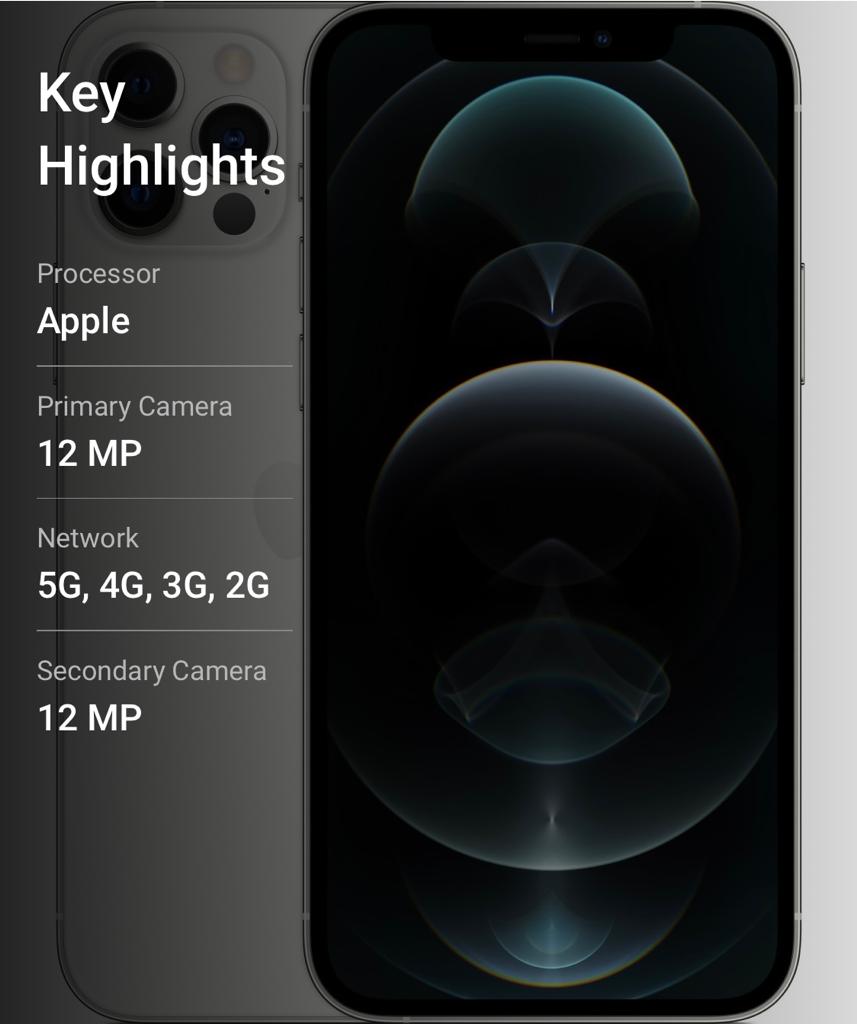 Key
Highlights
Processor
Apple
Primary Camera
12 MP
Network
5G, 4G, 3G, 2G
Secondary Camera
12 MP